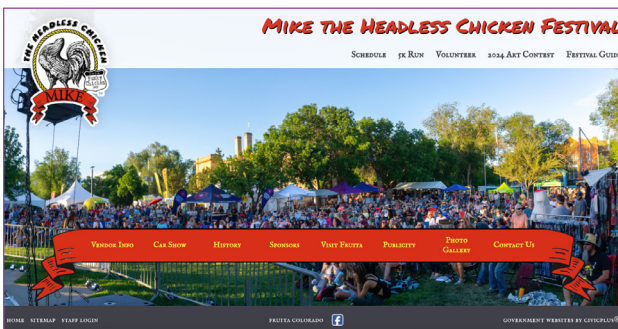 Mike the Headless Chicken Festival
THE HEADLESS CHICKEN
MIKE
Schedule 5k Run Volunteer 2024 Art Contest Festival Guid
Vendor Info Car Show History Sponsors Visit Fruita Publicity Photo Gallery Contact Us
HOME SITEMAP STAFF LOGIN FRUITA COLORADO f GOVERNMENT WEBSITES BY CIVICPLUS®